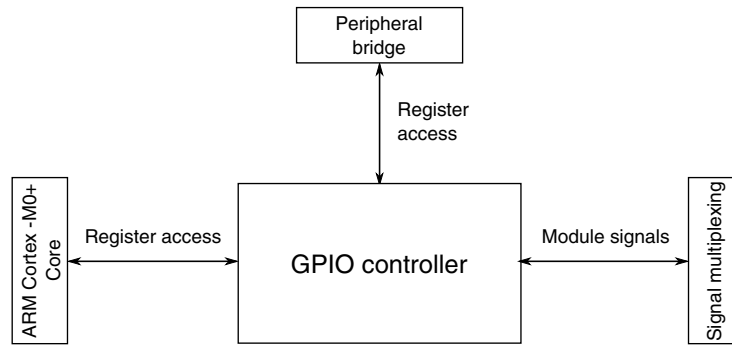 Peripheral
bridge
Register
access
ARM Cortex -M0+
Core
Register access
GPIO controller
Module signals
Signal multiplexing